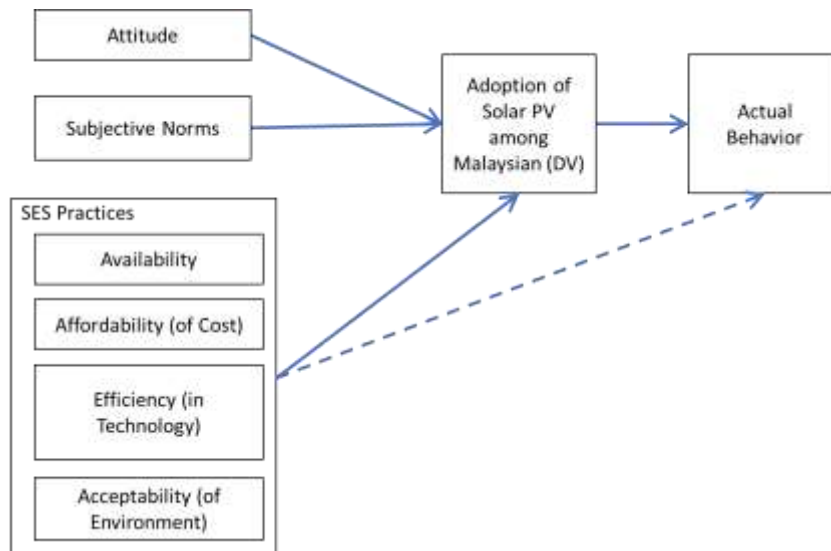 Attitude
Subjective Norms
Adoption of
Solar PV
among
Malaysian (DV)
Actual
Behavior
SES Practices
Availability
Affordability (of Cost)
Efficiency (in
Technology)
Acceptability (of
Environment)